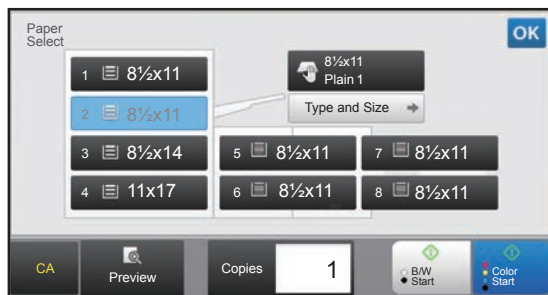 Paper
Select
OK
1 8½x11
8½x11
Plain 1
2 8½x11
Type and Size
3 8½x14
5 8½x11
7 8½x11
4 11x17
6 8½x11
8 8½x11
CA
Preview
Copies
1
B/W
Start
Color
Start